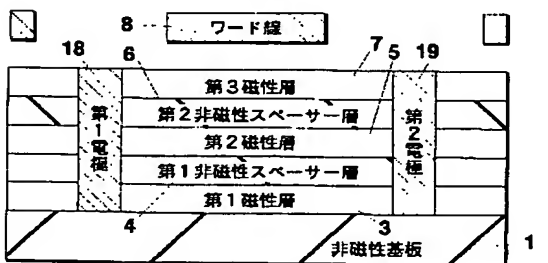 8 ワード線
18 6 7 5 19
第3磁性層
第2非磁性スペーサー層
第2磁性層
第1非磁性スペーサー層
第1磁性層
第1電極
第2電極
4 3 1
非磁性基板